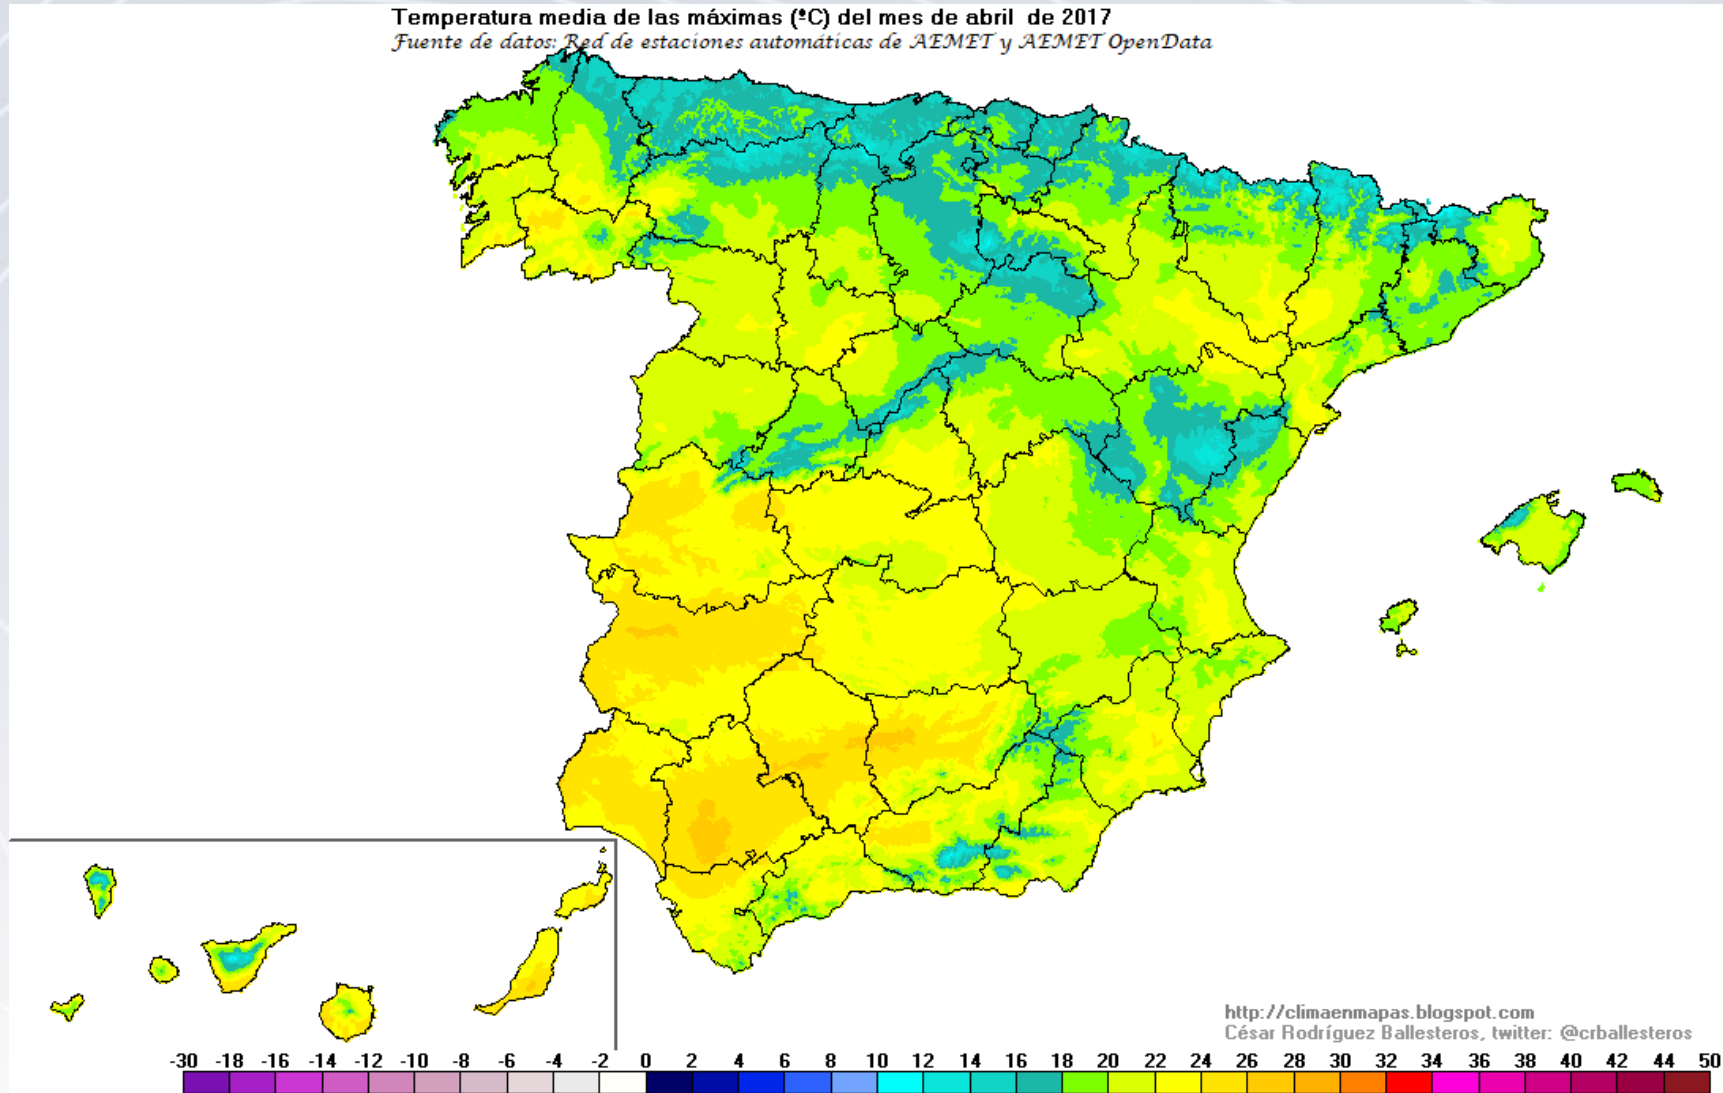 Temperatura media de las máximas (ºC) del mes de abril de 2017
Fuente de datos: Red de estaciones automáticas de AEMET y AEMET OpenData
http://climaenmapas.blogspot.com
César Rodríguez Ballesteros, twitter: @crballesteros
-30 -18 -14 -12 -10 -8 -6 -4 -2 0 2 4 6 8 10 12 14 16 18 20 22 24 26 28 30 32 34 36 38 40 42 44 50